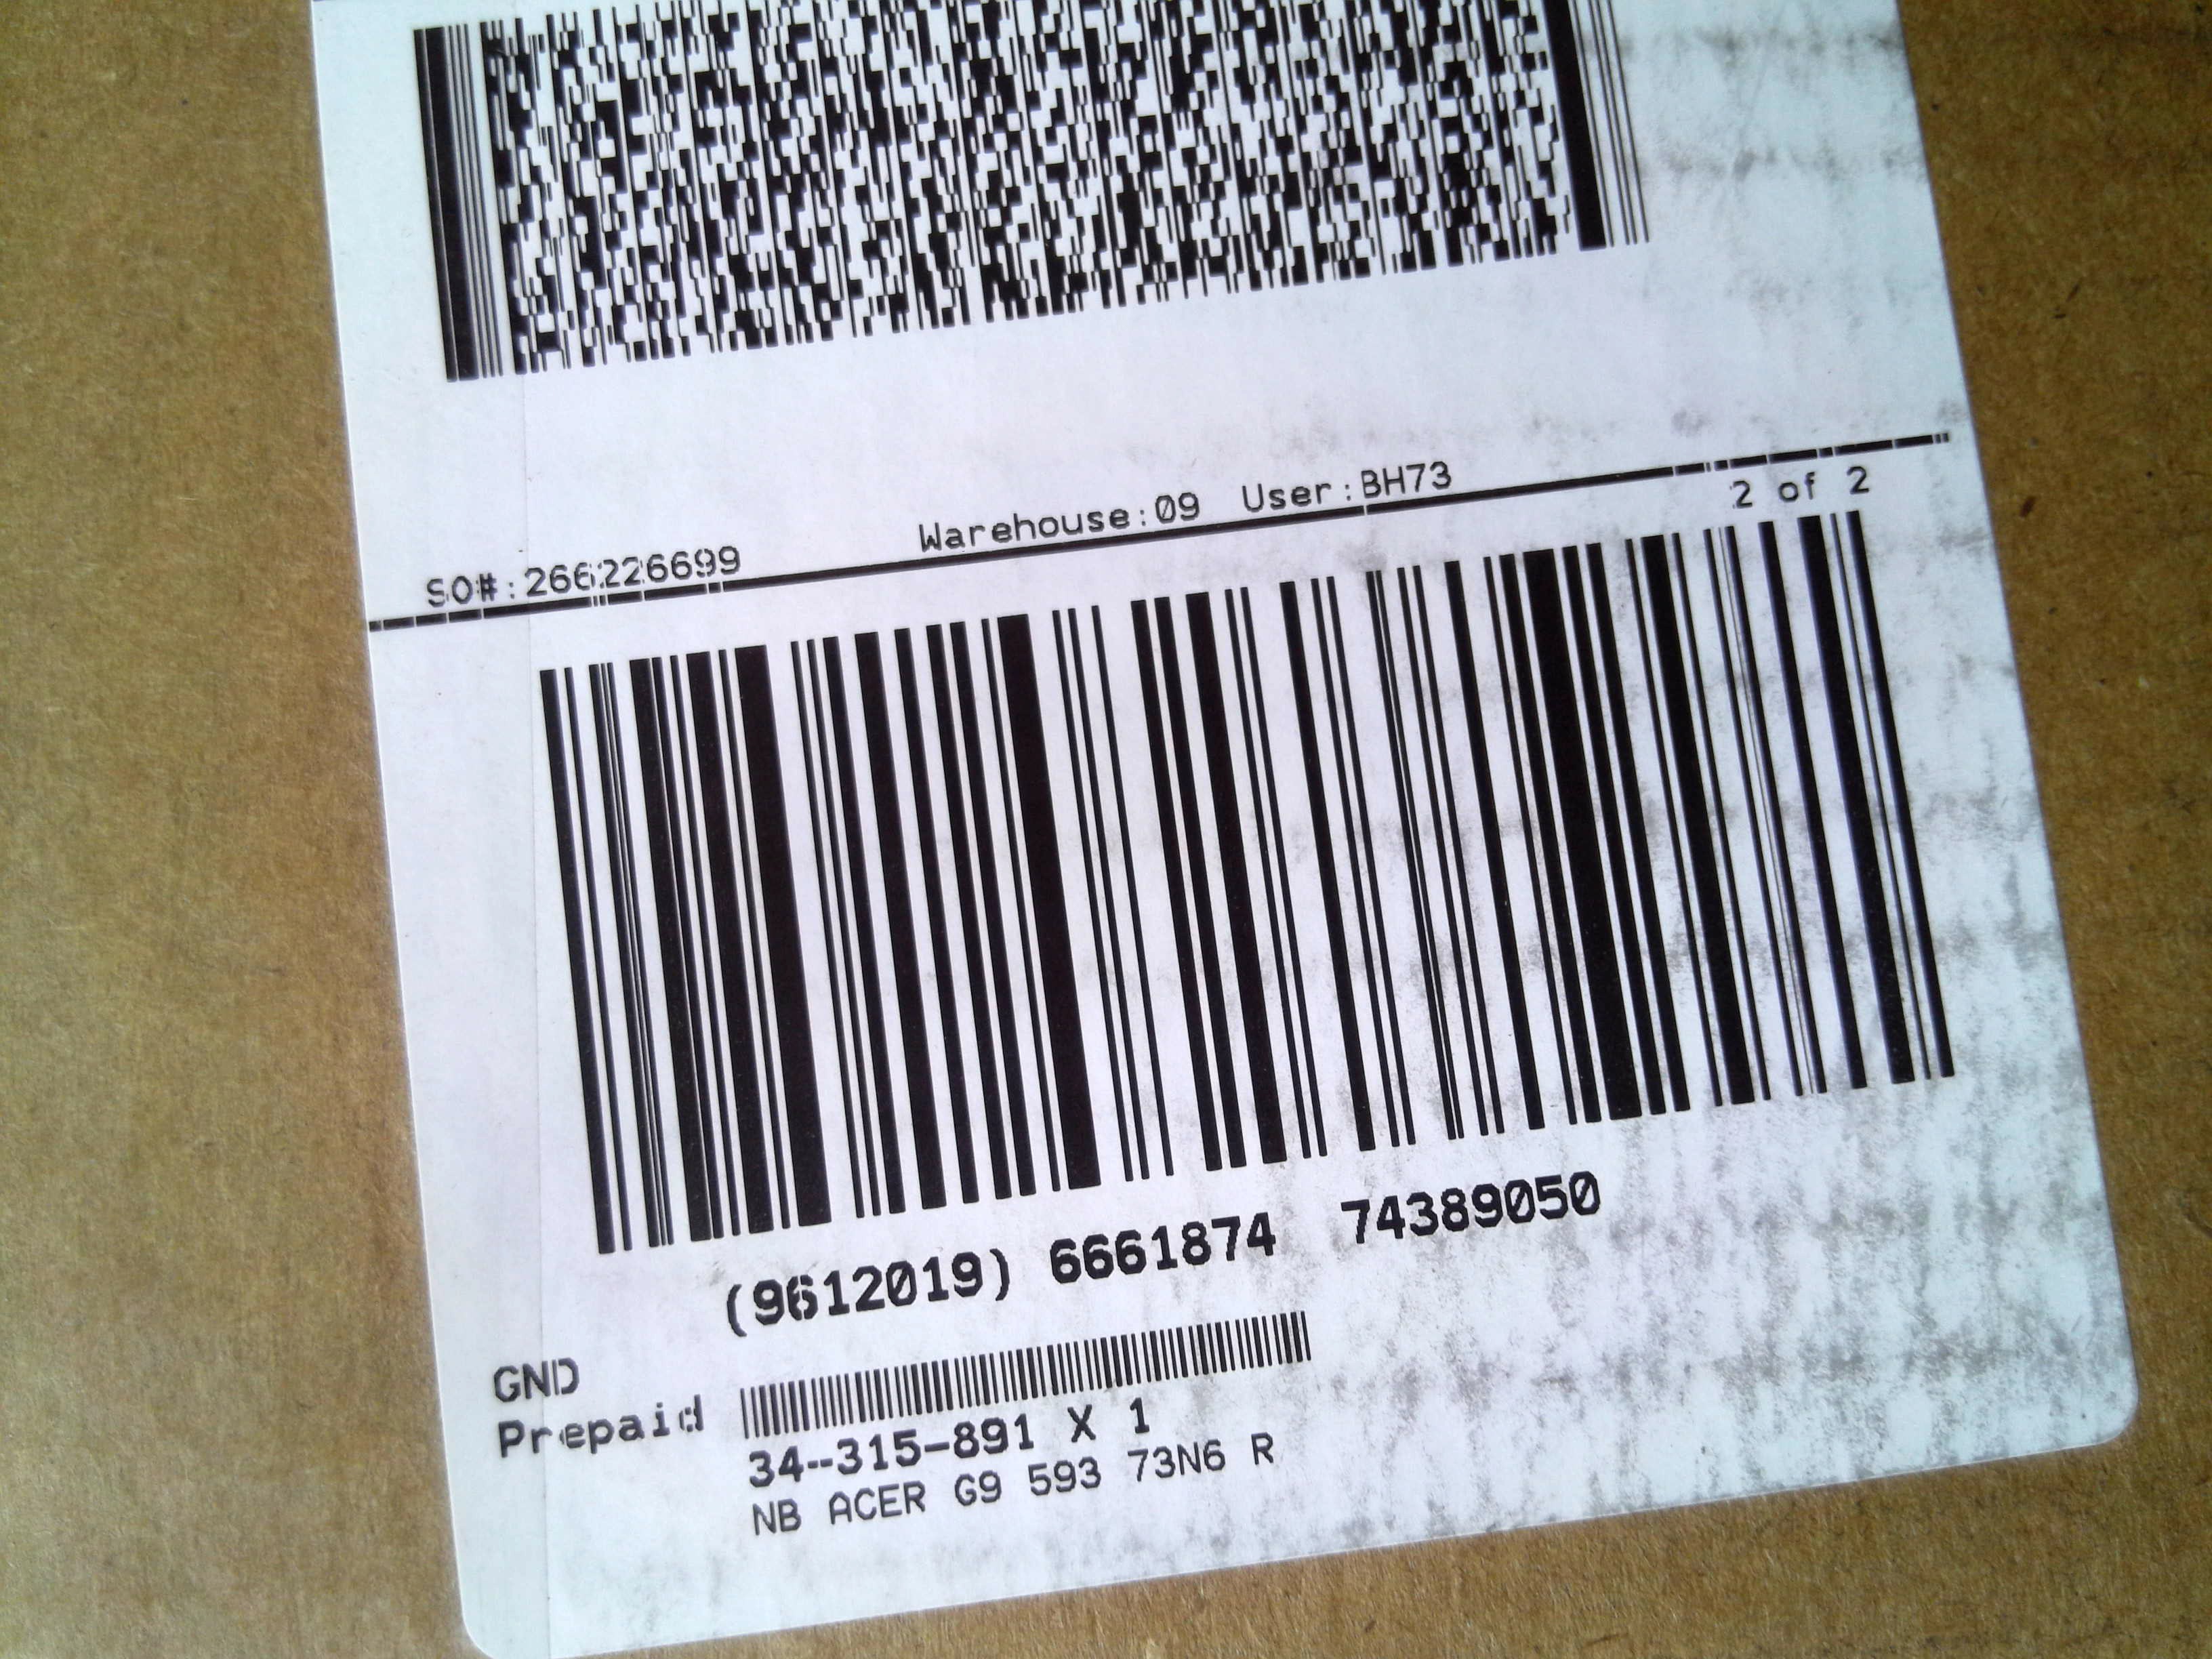 SO#:266226699 Warehouse:09 User:BH73
2 of 2
(9612019) 6661874 74389050
GND
Prepaid
34--315-891 X 1
NB ACER G9 593 73N6 R